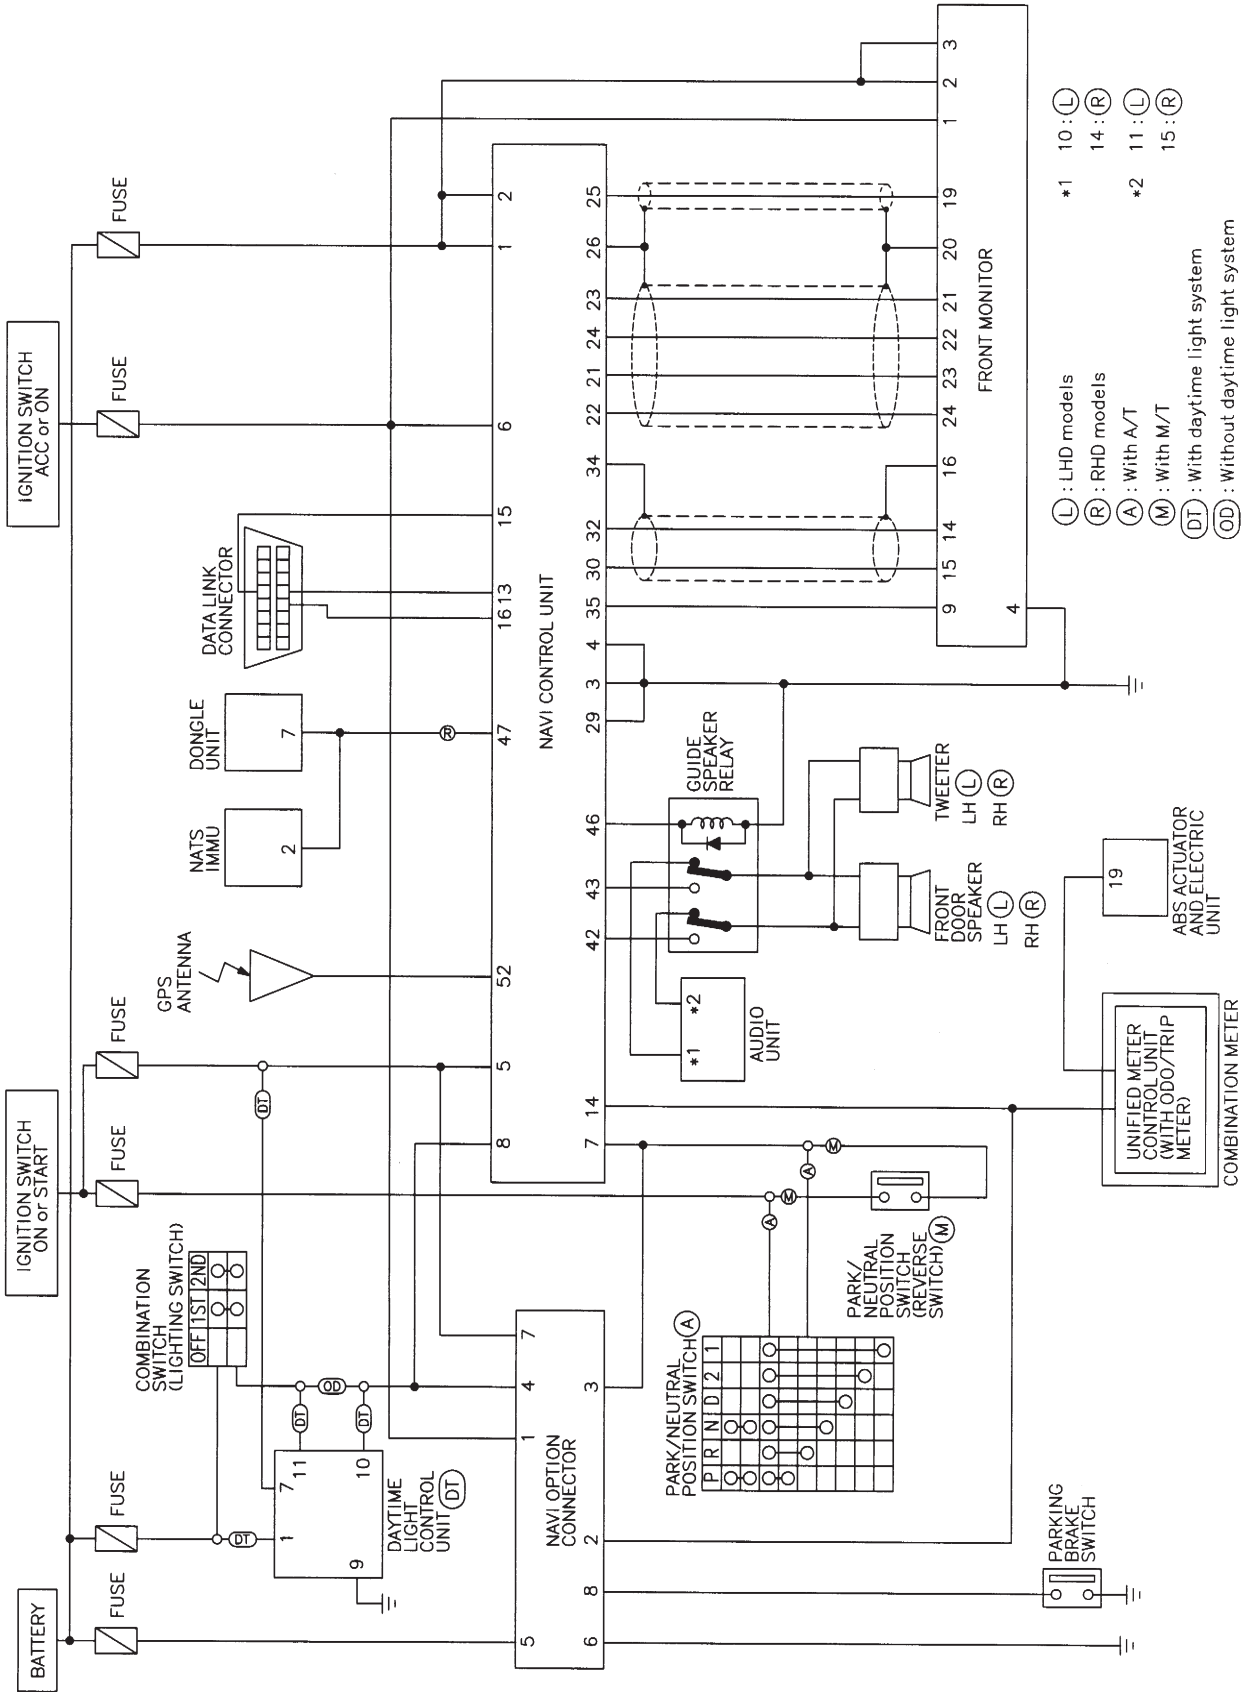 BATTERY
IGNITION SWITCH
ON or START
IGNITION SWITCH
ACC or ON
FUSE
FUSE
FUSE
FUSE
FUSE
FUSE
COMBINATION
SWITCH
(LIGHTING SWITCH)
OFF 1ST 2ND
GPS
ANTENNA
NATS
IMMU
2
DONGLE
UNIT
7
DATA LINK
CONNECTOR
DT
DT
DT
OD
DT
R
1 7 11
9 10
DAYTIME
LIGHT
CONTROL
UNIT DT
5 1 4 7
NAVI OPTION
CONNECTOR
6 8 2 3
8 5 52 47 16 13 15 6 1 2
NAVI CONTROL UNIT
7 14 42 43 46 29 3 4 35 30 32 34 22 21 24 23 26 25
PARK/NEUTRAL
POSITION SWITCH A
P R N D 2 1
A
M
A
M
PARK/
NEUTRAL
POSITION
SWITCH
(REVERSE
SWITCH) M
*1 *2
AUDIO
UNIT
GUIDE
SPEAKER
RELAY
FRONT
DOOR
SPEAKER
LH L
RH R
TWEETER
LH L
RH R
9 15 14 16 24 23 22 21 20 19 1 2 3
4
FRONT MONITOR
PARKING
BRAKE
SWITCH
UNIFIED METER
CONTROL UNIT
(WITH ODO/TRIP
METER)
COMBINATION METER
19
ABS ACTUATOR
AND ELECTRIC
UNIT
L : LHD models
R : RHD models
A : With A/T
M : With M/T
DT : With daytime light system
OD : Without daytime light system
*1 10 : L
14 : R
*2 11 : L
15 : R